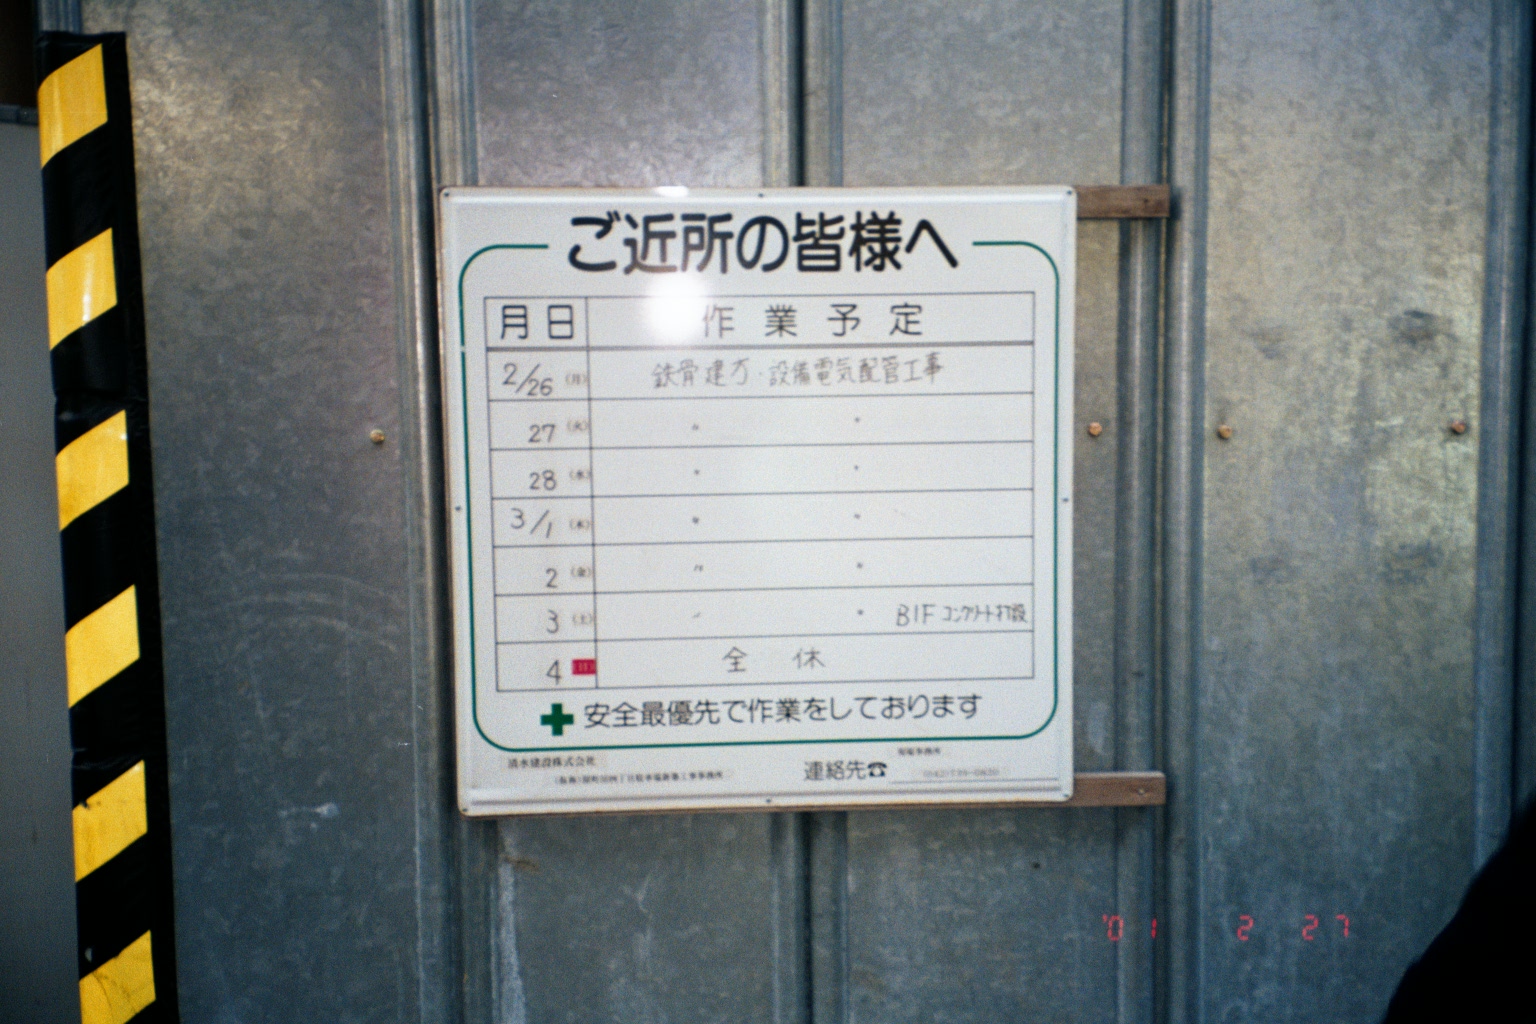 ご近所の皆様へ
月日 作業予定
2/26 (月) 鉄骨建方・設備電気配管工事
27 (火) 〃 〃
28 (水) 〃 〃
3/1 (木) 〃 〃
2 (金) 〃 〃
3 (土) 〃 〃 B1F コンクリート打設
4 (日) 全休
安全最優先で作業をしております
清水建設株式会社
連絡先☎
'01 2 27